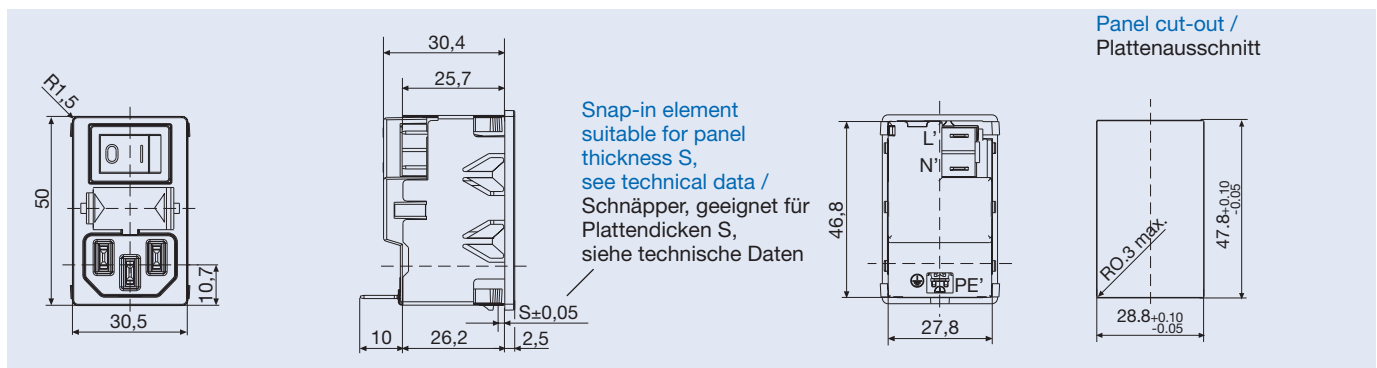 Panel cut-out /
Plattenausschnitt
R1,5
50
30,5
10,7
0 I
30,4
25,7
Snap-in element
suitable for panel
thickness S,
see technical data /
Schnäpper, geeignet für
Plattendicken S,
siehe technische Daten
S±0,05
10
26,2
2,5
L'
N'
46,8
PE'
27,8
R0.3 max.
47.8+0.10
-0.05
28.8+0.10
-0.05